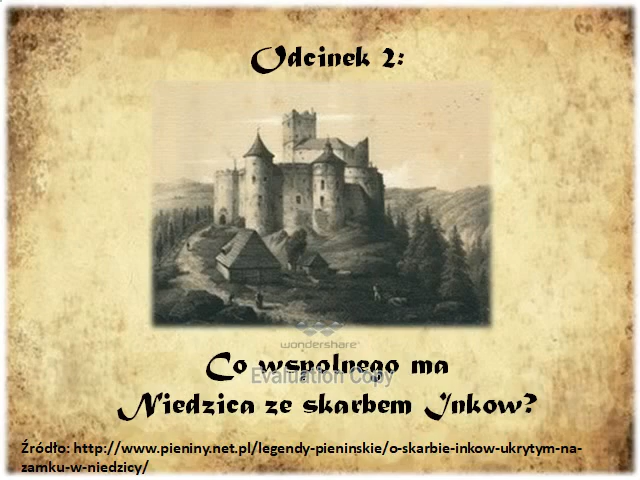 Odcinek 2:
wondershare™
Co wspolnego ma
Evaluation Copy
Niedzica ze skarbem Inkow?
Źródło: http://www.pieniny.net.pl/legendy-pieninskie/o-skarbie-inkow-ukrytym-na-
zamku-w-niedzicy/